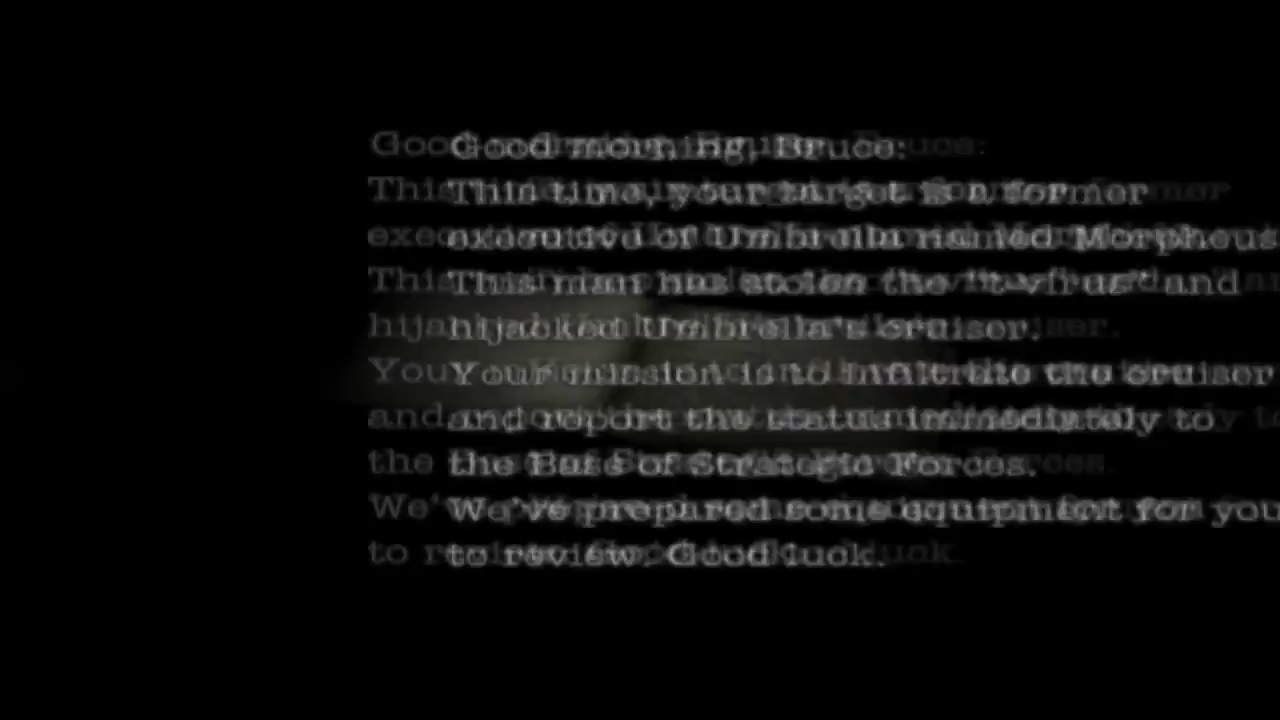 Good morning, Bruce:
This time, your target is a former
executive of Umbrella named Morpheus
This man has stolen the "t-virus" and
hijacked Umbrella's cruiser.
Your mission is to infiltrate the cruiser
and report the status immediately to
the Base of Strategic Forces.
We've prepared some equipment for you
to review. Good luck.